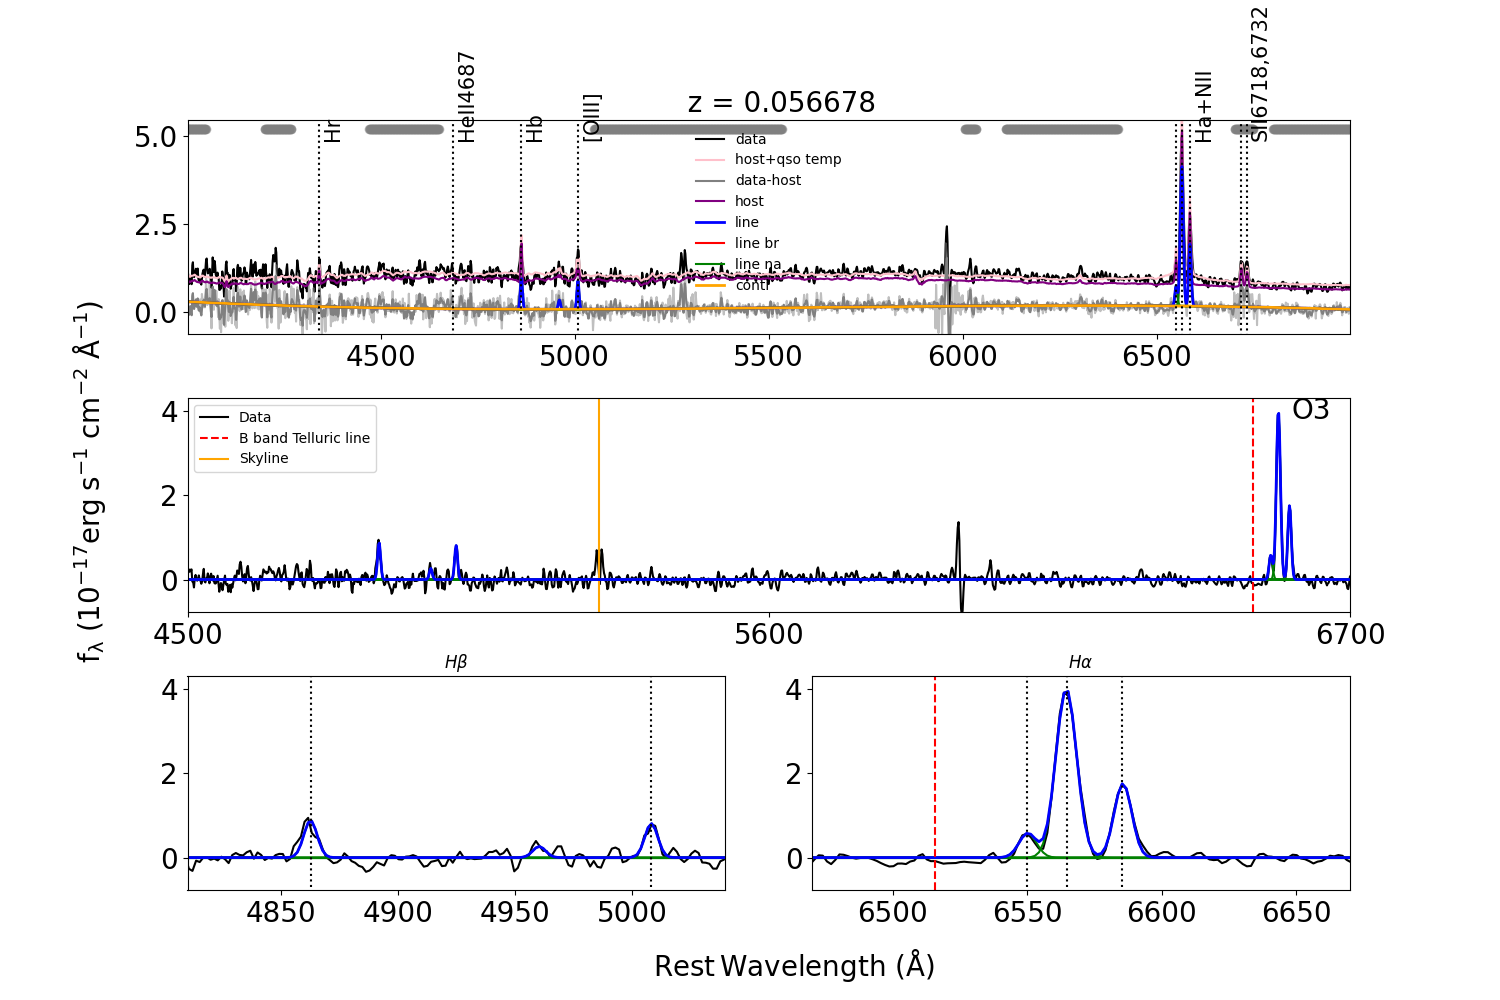 z = 0.056678
Hr
HeII4687
Hb
[OIII]
Ha+NII
SII6718,6732
data
host+qso temp
data-host
host
line
line br
line na
conti
5.0
2.5
0.0
4500 5000 5500 6000 6500
Data
B band Telluric line
Skyline
O3
4
2
0
4500 5600 6700
fλ (10⁻¹⁷erg s⁻¹ cm⁻² Å⁻¹)
Hβ
4
2
0
4850 4900 4950 5000
Hα
4
2
0
6500 6550 6600 6650
Rest Wavelength (Å)